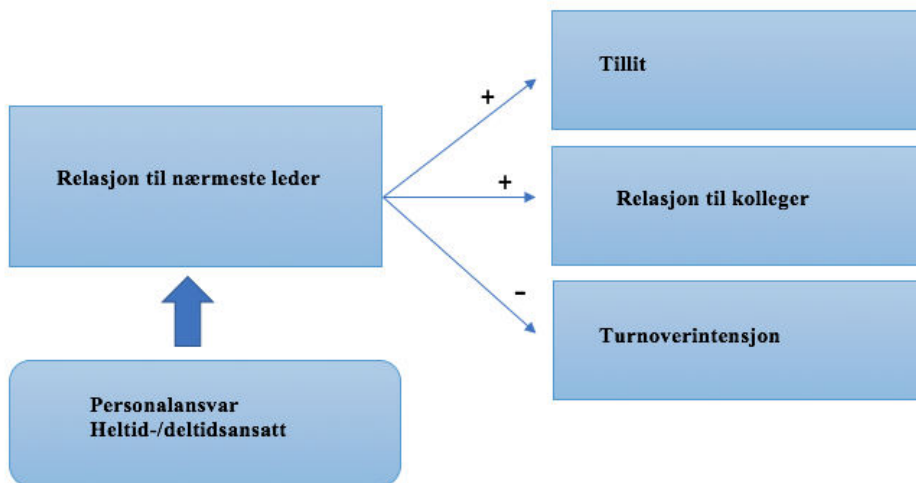 Tillit
+
Relasjon til nærmeste leder
+
Relasjon til kolleger
-
Turnoverintensjon
Personalansvar
Heltid-/deltidsansatt